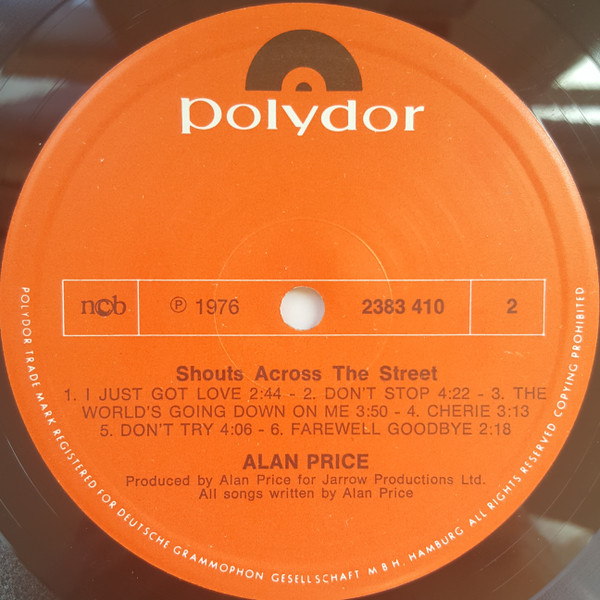 polydor
ncb
℗ 1976
2383 410
2
Shouts Across The Street
1. I JUST GOT LOVE 2:44 - 2. DON'T STOP 4:22 - 3. THE
WORLD'S GOING DOWN ON ME 3:50 - 4. CHERIE 3:13
5. DON'T TRY 4:06 - 6. FAREWELL GOODBYE 2:18
ALAN PRICE
Produced by Alan Price for Jarrow Productions Ltd.
All songs written by Alan Price
POLYDOR TRADE MARK REGISTERED FOR DEUTSCHE GRAMMOPHON GESELLSCHAFT MBH. HAMBURG ALL RIGHTS RESERVED COPYING PROHIBITED